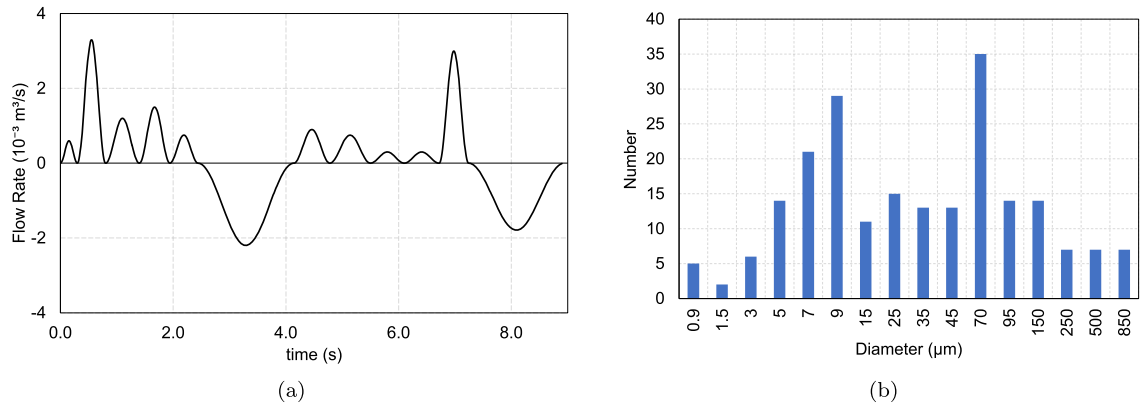 4
2
0
-2
-4
Flow Rate (10⁻³ m³/s)
0.0 2.0 4.0 6.0 8.0
time (s)
(a)
40
35
30
25
20
15
10
5
0
Number
0.9 1.5 3 5 7 9 15 25 35 45 70 95 150 250 500 850
Diameter (µm)
(b)